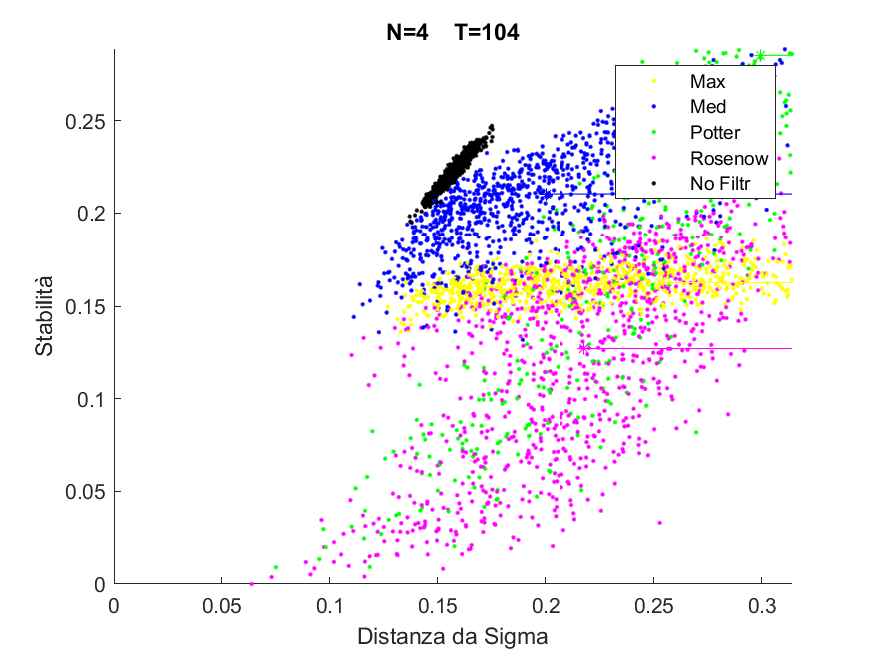 N=4 T=104
Stabilità
0.25
0.2
0.15
0.1
0.05
0
Max
Med
Potter
Rosenow
No Filtr
0 0.05 0.1 0.15 0.2 0.25 0.3
Distanza da Sigma